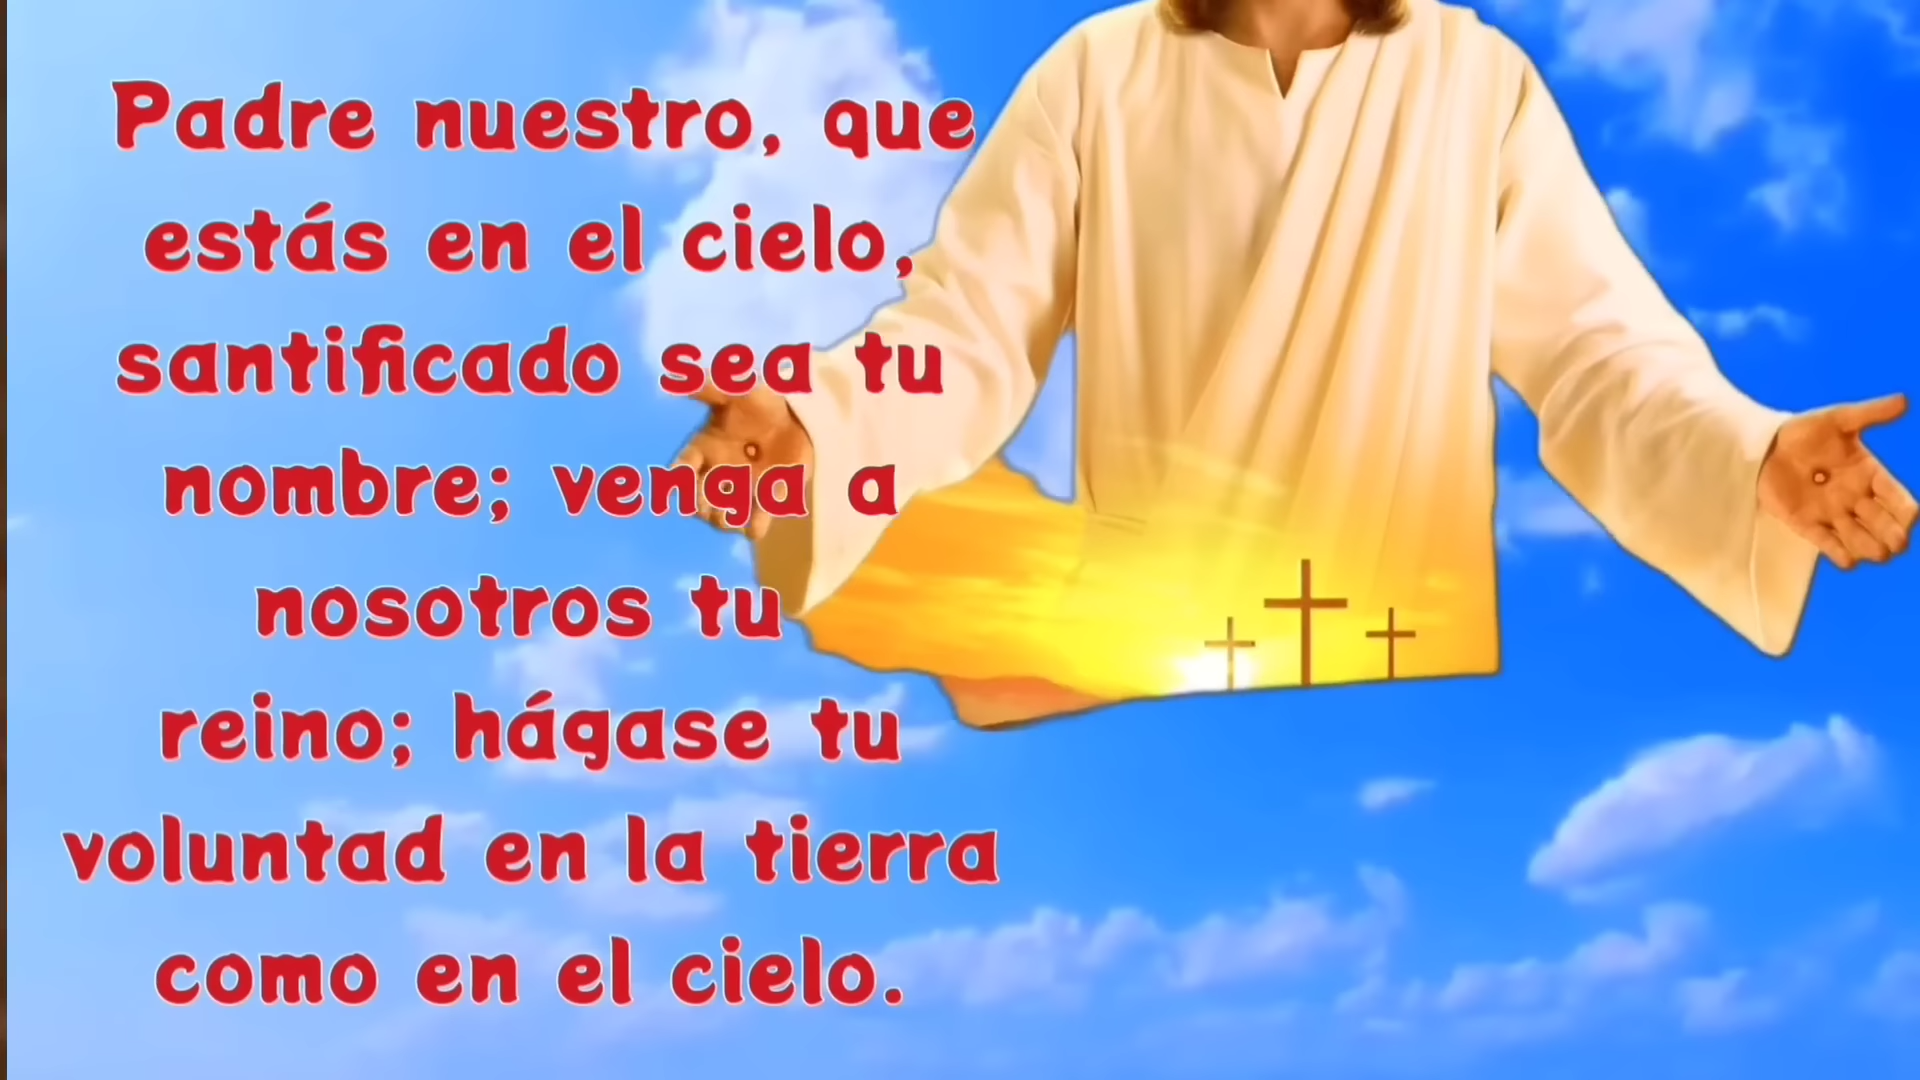 Padre nuestro, que
estás en el cielo,
santificado sea tu
nombre; venga a
nosotros tu
reino; hágase tu
voluntad en la tierra
como en el cielo.